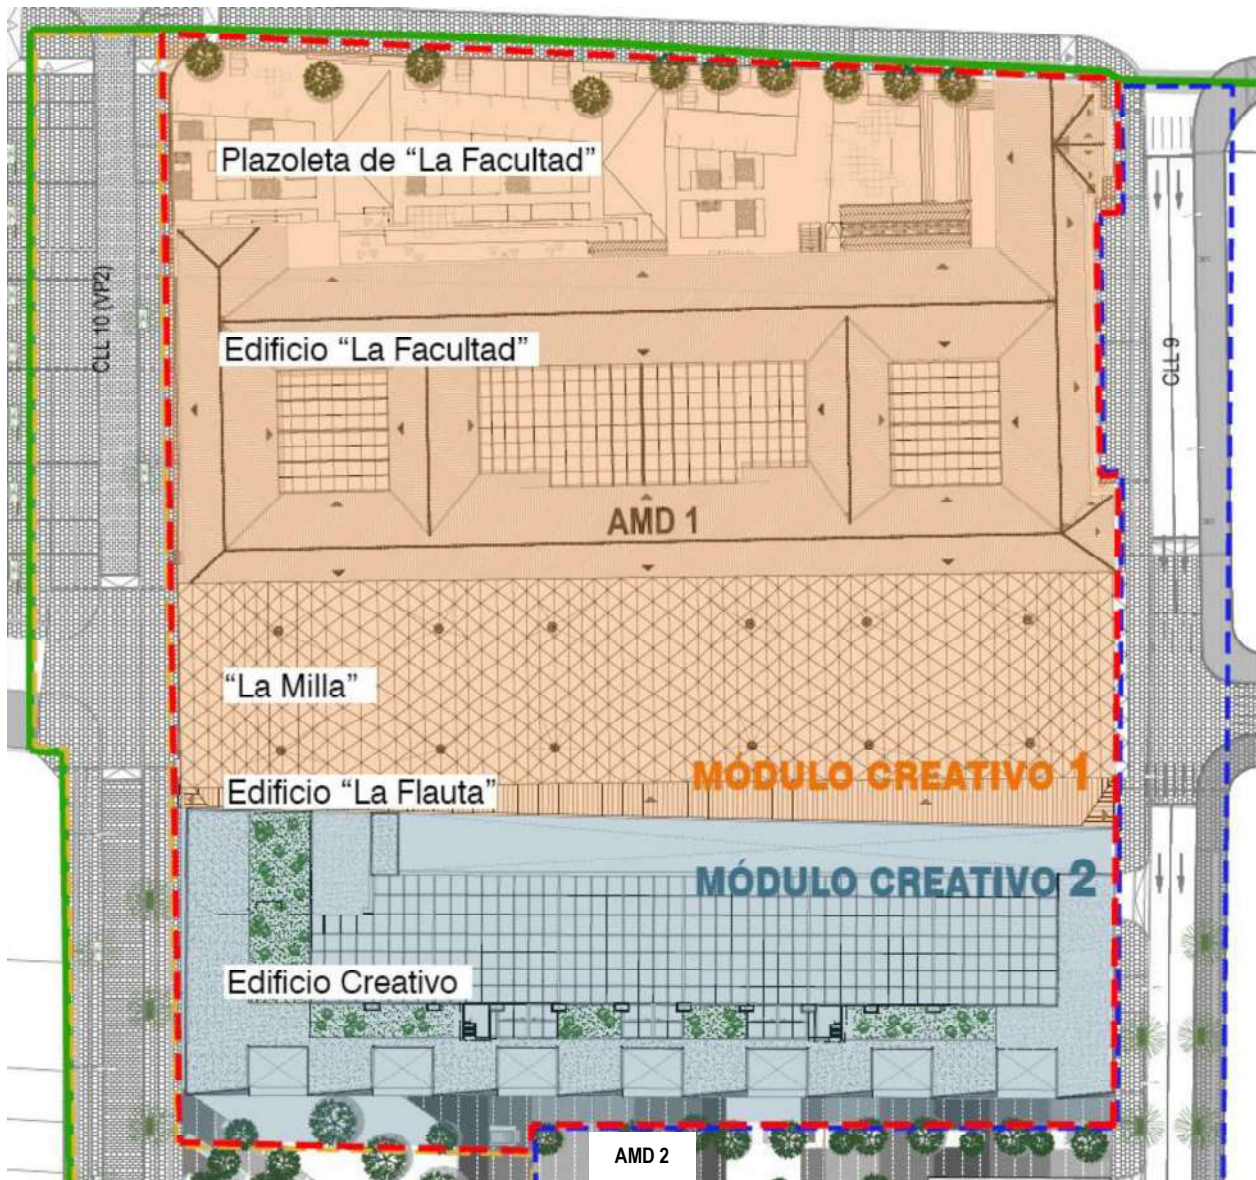 Plazoleta de “La Facultad”
CLL 10 (VP2)
Edificio “La Facultad”
CLL 9
AMD 1
“La Milla”
MÓDULO CREATIVO 1
Edificio “La Flauta”
MÓDULO CREATIVO 2
Edificio Creativo
AMD 2